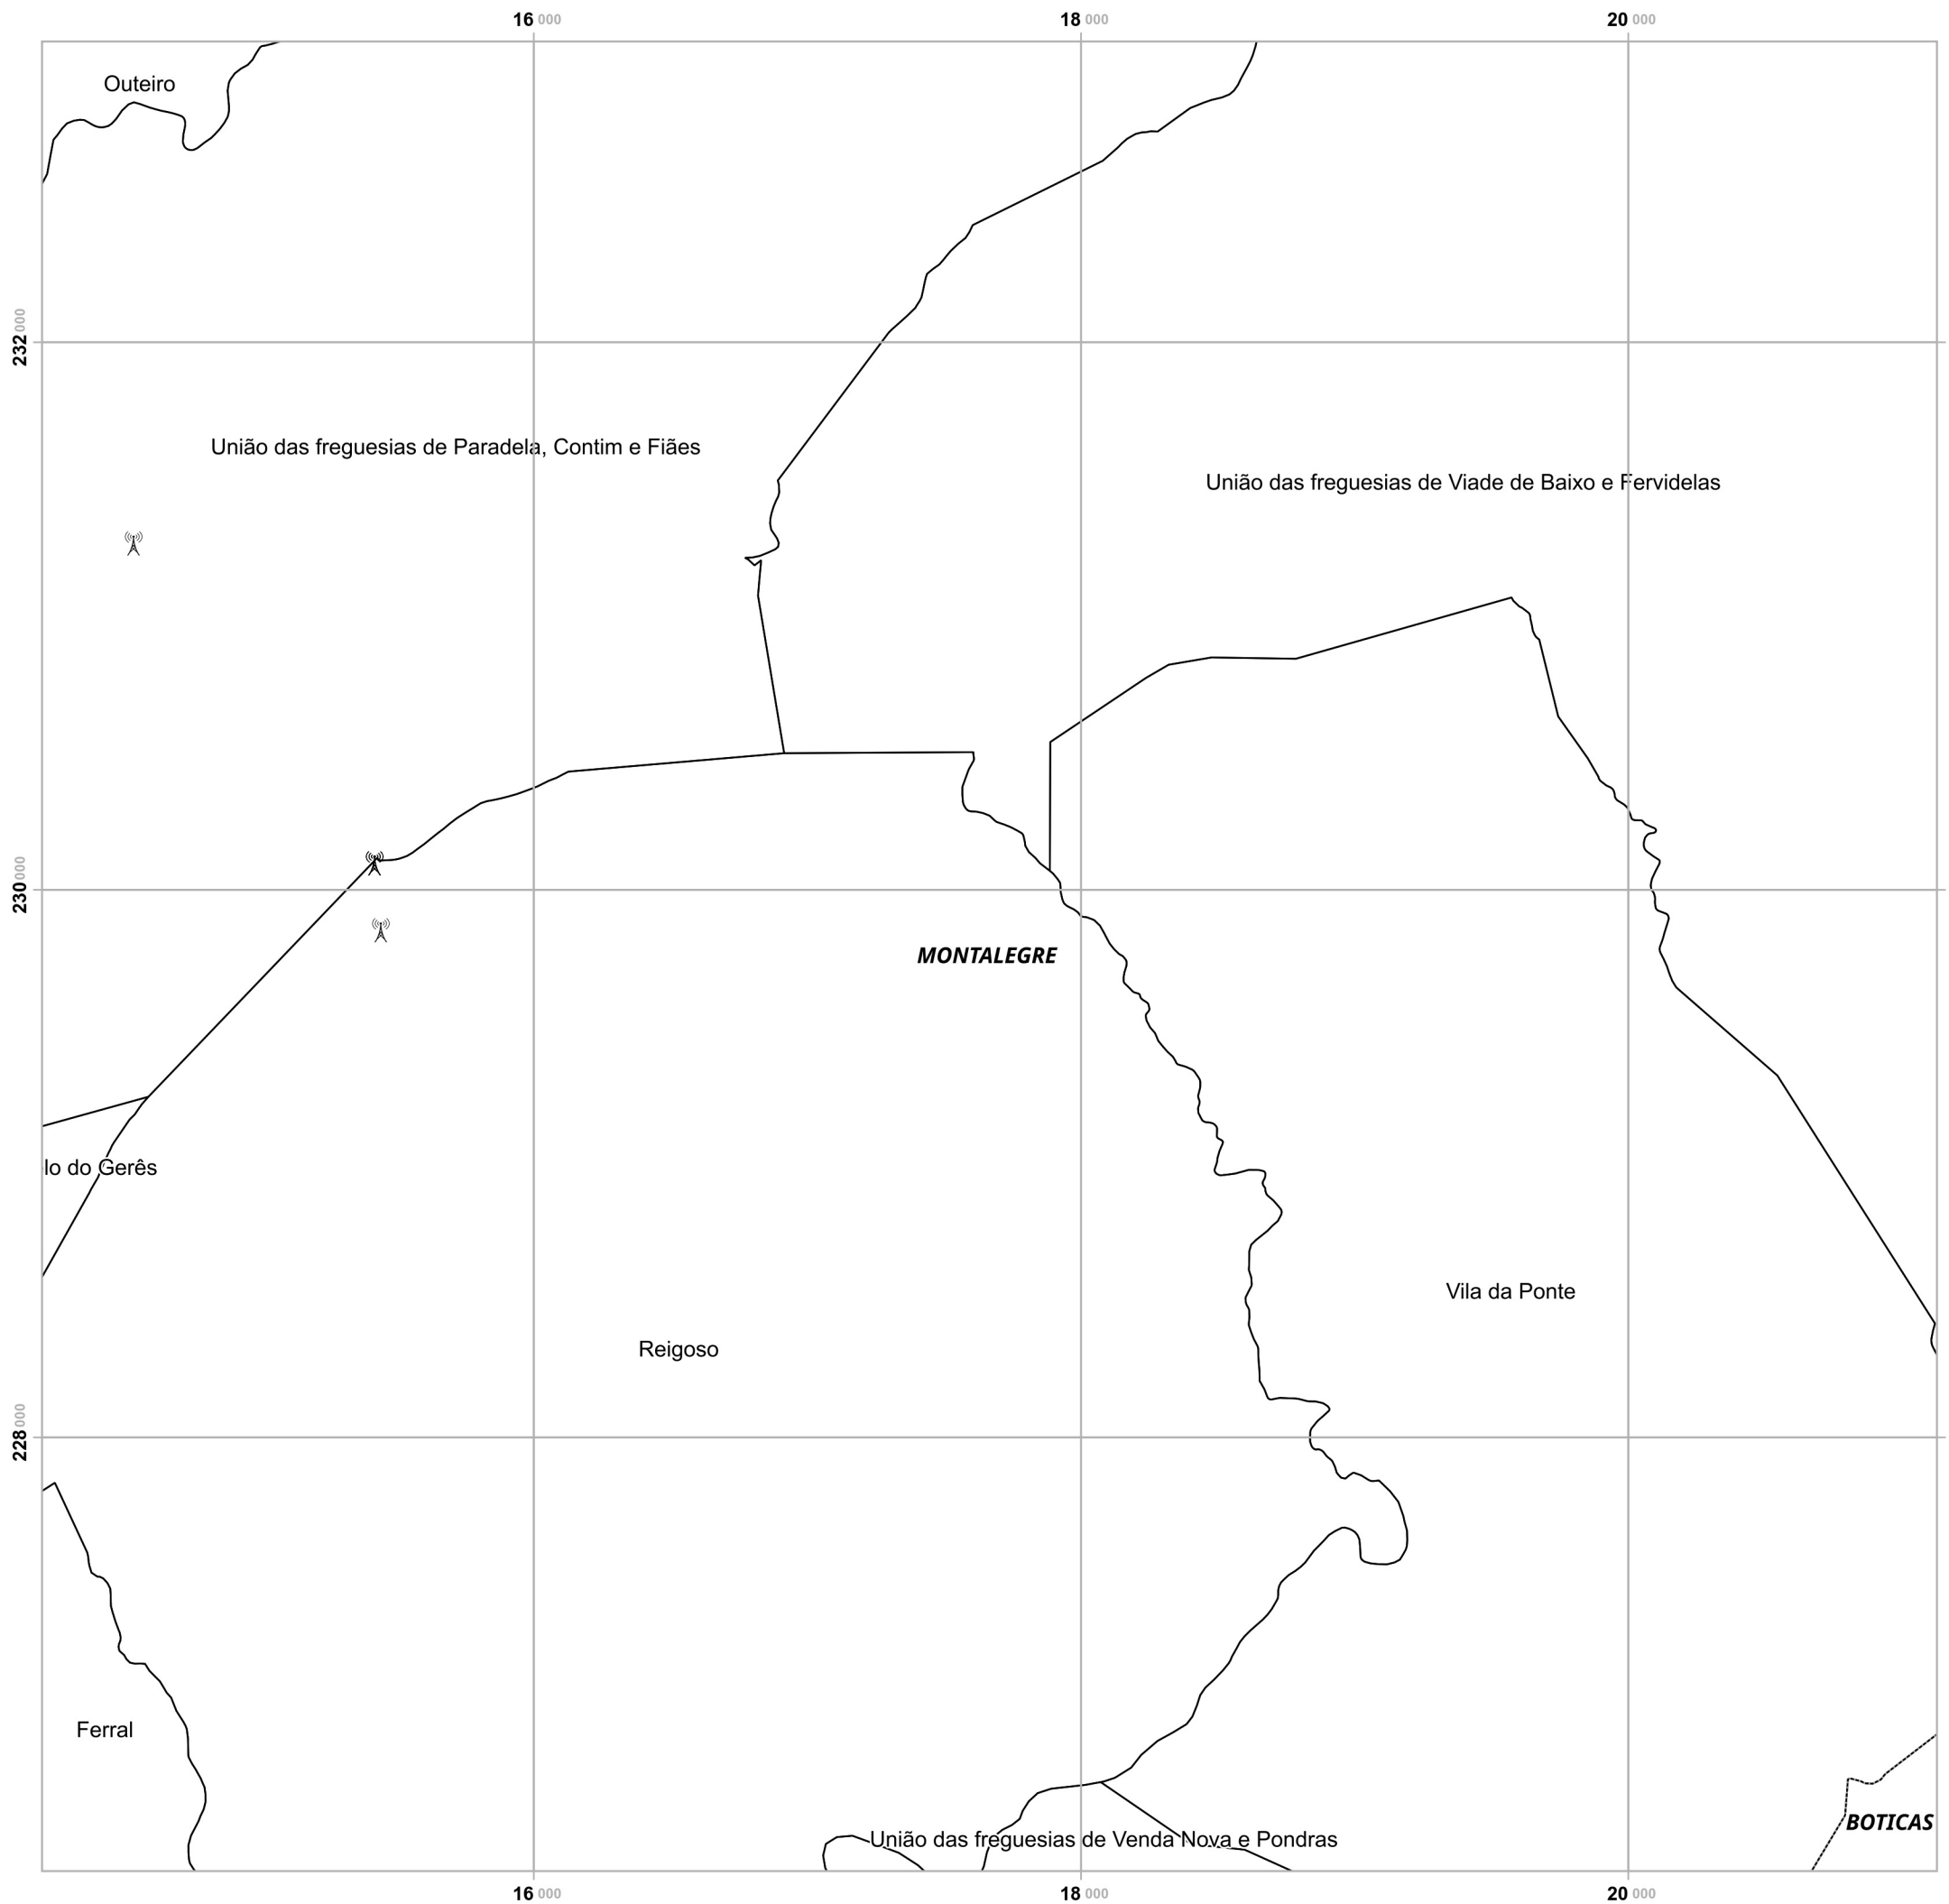 16 000 18 000 20 000
Outeiro
232 000
União das freguesias de Paradela, Contim e Fiães
União das freguesias de Viade de Baixo e Fervidelas
230 000
MONTALEGRE
lo do Gerês
Vila da Ponte
Reigoso
228 000
Ferral
BOTICAS
União das freguesias de Venda Nova e Pondras
16 000 18 000 20 000